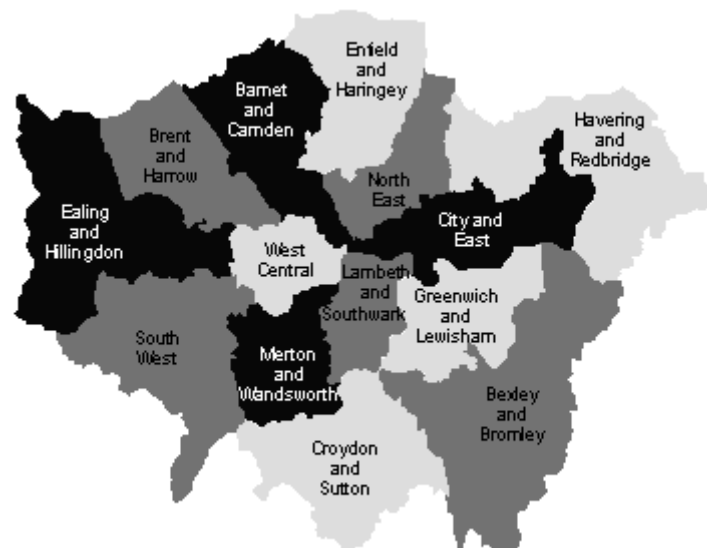 Enfield
and
Haringey
Barnet
and
Camden
Havering
and
Redbridge
Brent
and
Harrow
North
East
Ealing
and
Hillingdon
City and
East
West
Central
Lambeth
and
Southwark
Greenwich
and
Lewisham
South
West
Merton
and
Wandsworth
Bexley
and
Bromley
Croydon
and
Sutton